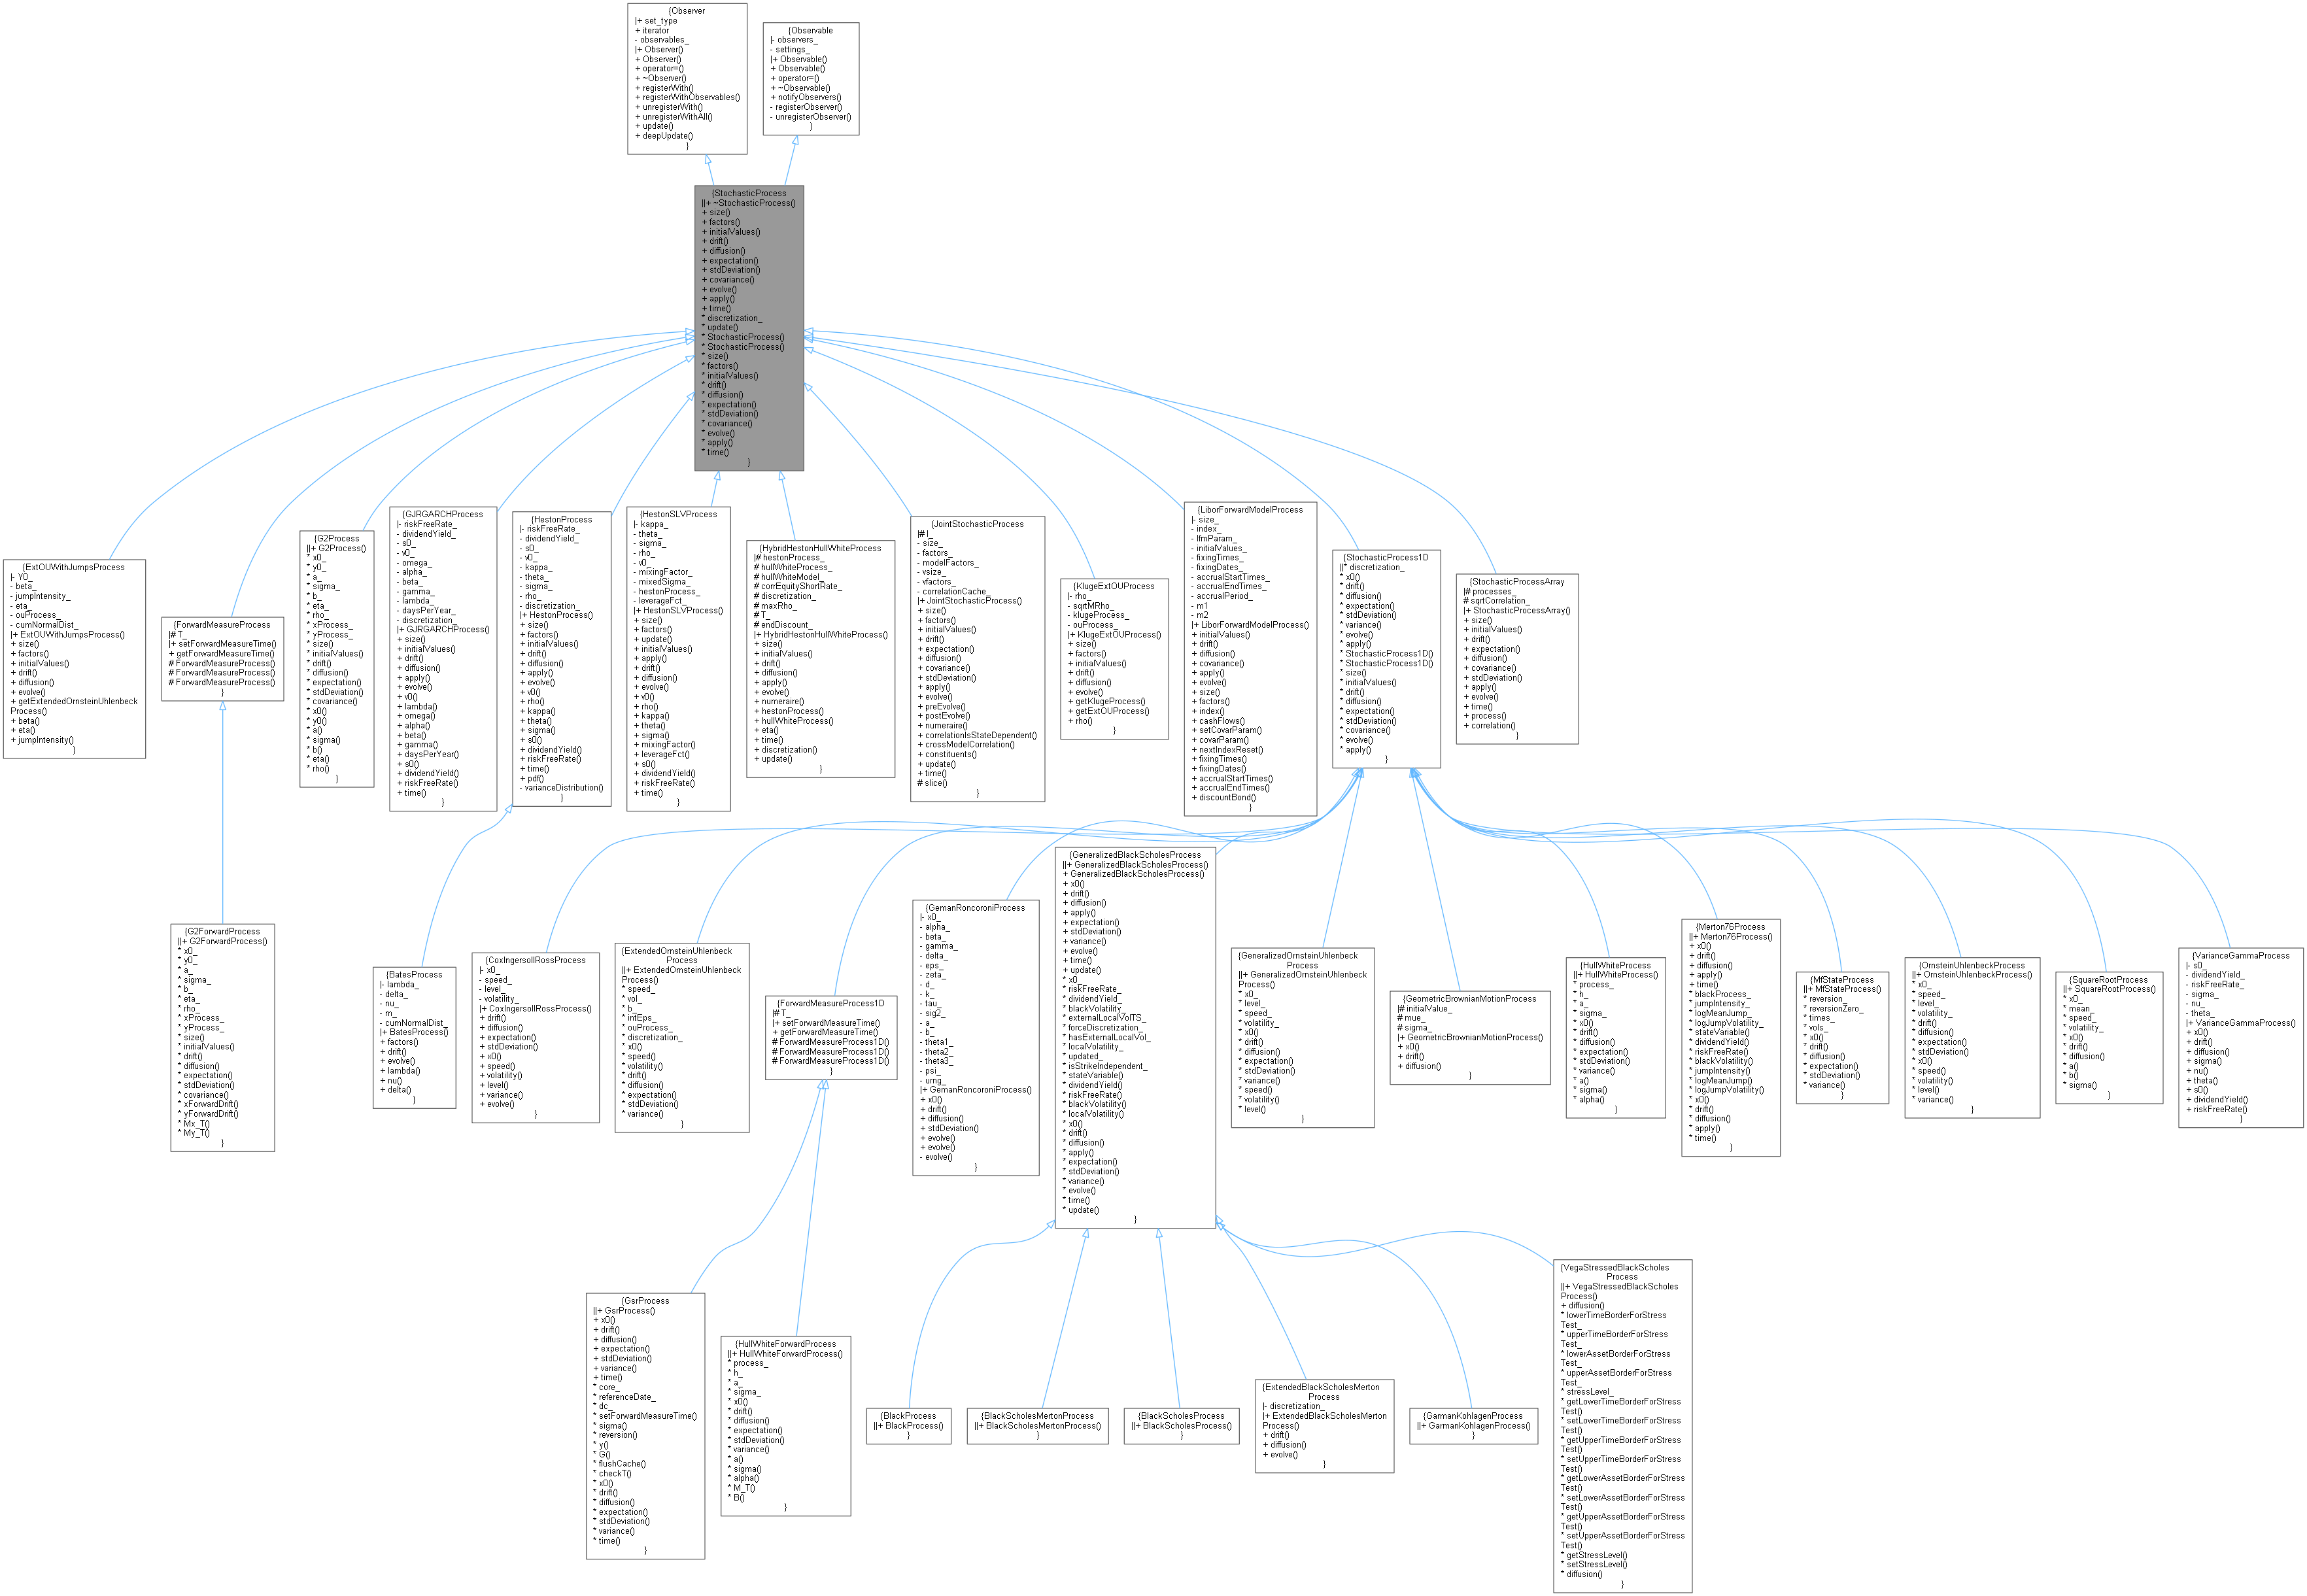 {Observer
|+ set_type
+ iterator
- observables_
|+ Observer()
+ Observer()
+ operator=()
+ ~Observer()
+ registerWith()
+ registerWithObservables()
+ unregisterWith()
+ unregisterWithAll()
+ update()
+ deepUpdate()
}
{Observable
|- observers_
- settings_
|+ Observable()
+ Observable()
+ operator=()
+ ~Observable()
+ notifyObservers()
- registerObserver()
- unregisterObserver()
}
{StochasticProcess
||+ ~StochasticProcess()
+ size()
+ factors()
+ initialValues()
+ drift()
+ diffusion()
+ expectation()
+ stdDeviation()
+ covariance()
+ evolve()
+ apply()
+ time()
* discretization_
* update()
* StochasticProcess()
* StochasticProcess()
* size()
* factors()
* initialValues()
* drift()
* diffusion()
* expectation()
* stdDeviation()
* covariance()
* evolve()
* apply()
* time()
}
{ExtOUWithJumpsProcess
|- Y0_
- beta_
- jumpIntensity_
- eta_
- ouProcess_
- cumNormalDist_
|+ ExtOUWithJumpsProcess()
+ size()
+ factors()
+ initialValues()
+ drift()
+ diffusion()
+ evolve()
+ getExtendedOrnsteinUhlenbeck
Process()
+ beta()
+ eta()
+ jumpIntensity()
}
{ForwardMeasureProcess
|# T_
|+ setForwardMeasureTime()
+ getForwardMeasureTime()
# ForwardMeasureProcess()
# ForwardMeasureProcess()
# ForwardMeasureProcess()
}
{G2Process
||+ G2Process()
* x0_
* y0_
* a_
* sigma_
* b_
* eta_
* rho_
* xProcess_
* yProcess_
* size()
* initialValues()
* drift()
* diffusion()
* expectation()
* stdDeviation()
* covariance()
* x0()
* y0()
* a()
* sigma()
* b()
* eta()
* rho()
}
{GJRGARCHProcess
|- riskFreeRate_
- dividendYield_
- s0_
- v0_
- omega_
- alpha_
- beta_
- gamma_
- lambda_
- daysPerYear_
- discretization_
|+ GJRGARCHProcess()
+ size()
+ initialValues()
+ drift()
+ diffusion()
+ apply()
+ evolve()
+ v0()
+ lambda()
+ omega()
+ alpha()
+ beta()
+ gamma()
+ daysPerYear()
+ s0()
+ dividendYield()
+ riskFreeRate()
+ time()
}
{HestonProcess
|- riskFreeRate_
- dividendYield_
- s0_
- v0_
- kappa_
- theta_
- sigma_
- rho_
- discretization_
|+ HestonProcess()
+ size()
+ factors()
+ initialValues()
+ drift()
+ diffusion()
+ apply()
+ evolve()
+ v0()
+ rho()
+ kappa()
+ theta()
+ sigma()
+ s0()
+ dividendYield()
+ riskFreeRate()
+ time()
+ pdf()
- varianceDistribution()
}
{HestonSLVProcess
|- kappa_
- theta_
- sigma_
- rho_
- v0_
- mixingFactor_
- mixedSigma_
- hestonProcess_
- leverageFct_
|+ HestonSLVProcess()
+ size()
+ factors()
+ update()
+ initialValues()
+ apply()
+ drift()
+ diffusion()
+ evolve()
+ v0()
+ rho()
+ kappa()
+ theta()
+ sigma()
+ mixingFactor()
+ leverageFct()
+ s0()
+ dividendYield()
+ riskFreeRate()
+ time()
}
{HybridHestonHullWhiteProcess
|# hestonProcess_
# hullWhiteProcess_
# hullWhiteModel_
# corrEquityShortRate_
# discretization_
# maxRho_
# T_
# endDiscount_
|+ HybridHestonHullWhiteProcess()
+ size()
+ initialValues()
+ drift()
+ diffusion()
+ apply()
+ evolve()
+ numeraire()
+ hestonProcess()
+ hullWhiteProcess()
+ eta()
+ time()
+ discretization()
+ update()
}
{JointStochasticProcess
|# l_
- size_
- factors_
- modelFactors_
- vsize_
- vfactors_
- correlationCache_
|+ JointStochasticProcess()
+ size()
+ factors()
+ initialValues()
+ drift()
+ expectation()
+ diffusion()
+ covariance()
+ stdDeviation()
+ apply()
+ evolve()
+ preEvolve()
+ postEvolve()
+ numeraire()
+ correlationIsStateDependent()
+ crossModelCorrelation()
+ constituents()
+ update()
+ time()
# slice()
}
{KlugeExtOUProcess
|- rho_
- sqrtMRho_
- klugeProcess_
- ouProcess_
|+ KlugeExtOUProcess()
+ size()
+ factors()
+ initialValues()
+ drift()
+ diffusion()
+ evolve()
+ getKlugeProcess()
+ getExtOUProcess()
+ rho()
}
{LiborForwardModelProcess
|- size_
- index_
- lfmParam_
- initialValues_
- fixingTimes_
- fixingDates_
- accrualStartTimes_
- accrualEndTimes_
- accrualPeriod_
- m1
- m2
|+ LiborForwardModelProcess()
+ initialValues()
+ drift()
+ diffusion()
+ covariance()
+ apply()
+ evolve()
+ size()
+ factors()
+ index()
+ cashFlows()
+ setCovarParam()
+ covarParam()
+ nextIndexReset()
+ fixingTimes()
+ fixingDates()
+ accrualStartTimes()
+ accrualEndTimes()
+ discountBond()
}
{StochasticProcess1D
||* discretization_
* x0()
* drift()
* diffusion()
* expectation()
* stdDeviation()
* variance()
* evolve()
* apply()
* StochasticProcess1D()
* StochasticProcess1D()
* size()
* initialValues()
* drift()
* diffusion()
* expectation()
* stdDeviation()
* covariance()
* evolve()
* apply()
}
{StochasticProcessArray
|# processes_
# sqrtCorrelation_
|+ StochasticProcessArray()
+ size()
+ initialValues()
+ drift()
+ expectation()
+ diffusion()
+ covariance()
+ stdDeviation()
+ apply()
+ evolve()
+ time()
+ process()
+ correlation()
}
{G2ForwardProcess
||+ G2ForwardProcess()
* x0_
* y0_
* a_
* sigma_
* b_
* eta_
* rho_
* xProcess_
* yProcess_
* size()
* initialValues()
* drift()
* diffusion()
* expectation()
* stdDeviation()
* covariance()
* xForwardDrift()
* yForwardDrift()
* Mx_T()
* My_T()
}
{BatesProcess
|- lambda_
- delta_
- nu_
- m_
- cumNormalDist_
|+ BatesProcess()
+ factors()
+ drift()
+ evolve()
+ lambda()
+ nu()
+ delta()
}
{CoxIngersollRossProcess
|- x0_
- speed_
- level_
- volatility_
|+ CoxIngersollRossProcess()
+ drift()
+ diffusion()
+ expectation()
+ stdDeviation()
+ x0()
+ speed()
+ volatility()
+ level()
+ variance()
+ evolve()
}
{ExtendedOrnsteinUhlenbeck
Process
||+ ExtendedOrnsteinUhlenbeck
Process()
* speed_
* vol_
* b_
* intEps_
* ouProcess_
* discretization_
* x0()
* speed()
* volatility()
* drift()
* diffusion()
* expectation()
* stdDeviation()
* variance()
}
{ForwardMeasureProcess1D
|# T_
|+ setForwardMeasureTime()
+ getForwardMeasureTime()
# ForwardMeasureProcess1D()
# ForwardMeasureProcess1D()
# ForwardMeasureProcess1D()
}
{GemanRoncoroniProcess
|- x0_
- alpha_
- beta_
- gamma_
- delta_
- eps_
- zeta_
- d_
- k_
- tau_
- sig2_
- a_
- b_
- theta1_
- theta2_
- theta3_
- psi_
- urng_
|+ GemanRoncoroniProcess()
+ x0()
+ drift()
+ diffusion()
+ stdDeviation()
+ evolve()
+ evolve()
- evolve()
}
{GeneralizedBlackScholesProcess
||+ GeneralizedBlackScholesProcess()
+ GeneralizedBlackScholesProcess()
+ x0()
+ drift()
+ diffusion()
+ apply()
+ expectation()
+ stdDeviation()
+ variance()
+ evolve()
+ time()
+ update()
* x0_
* riskFreeRate_
* dividendYield_
* blackVolatility_
* externalLocalVolTS_
* forceDiscretization_
* hasExternalLocalVol_
* localVolatility_
* updated_
* isStrikeIndependent_
* stateVariable()
* dividendYield()
* riskFreeRate()
* blackVolatility()
* localVolatility()
* x0()
* drift()
* diffusion()
* apply()
* expectation()
* stdDeviation()
* variance()
* evolve()
* time()
* update()
}
{GeneralizedOrnsteinUhlenbeck
Process
||+ GeneralizedOrnsteinUhlenbeck
Process()
* x0_
* level_
* speed_
* volatility_
* x0()
* drift()
* diffusion()
* expectation()
* stdDeviation()
* variance()
* speed()
* volatility()
* level()
}
{GeometricBrownianMotionProcess
|# initialValue_
# mue_
# sigma_
|+ GeometricBrownianMotionProcess()
+ x0()
+ drift()
+ diffusion()
}
{HullWhiteProcess
||+ HullWhiteProcess()
* process_
* h_
* a_
* sigma_
* x0()
* drift()
* diffusion()
* expectation()
* stdDeviation()
* variance()
* a()
* sigma()
* alpha()
}
{Merton76Process
||+ Merton76Process()
+ x0()
+ drift()
+ diffusion()
+ apply()
+ time()
* blackProcess_
* jumpIntensity_
* logMeanJump_
* logJumpVolatility_
* stateVariable()
* dividendYield()
* riskFreeRate()
* blackVolatility()
* jumpIntensity()
* logMeanJump()
* logJumpVolatility()
* x0()
* drift()
* diffusion()
* apply()
* time()
}
{MfStateProcess
||+ MfStateProcess()
* reversion_
* reversionZero_
* times_
* vols_
* x0()
* drift()
* diffusion()
* expectation()
* stdDeviation()
* variance()
}
{OrnsteinUhlenbeckProcess
||+ OrnsteinUhlenbeckProcess()
* x0_
* speed_
* level_
* volatility_
* drift()
* diffusion()
* expectation()
* stdDeviation()
* x0()
* speed()
* volatility()
* level()
* variance()
}
{SquareRootProcess
||+ SquareRootProcess()
* x0_
* mean_
* speed_
* volatility_
* x0()
* drift()
* diffusion()
* a()
* b()
* sigma()
}
{VarianceGammaProcess
|- s0_
- dividendYield_
- riskFreeRate_
- sigma_
- nu_
- theta_
|+ VarianceGammaProcess()
+ x0()
+ drift()
+ diffusion()
+ sigma()
+ nu()
+ theta()
+ s0()
+ dividendYield()
+ riskFreeRate()
}
{GsrProcess
||+ GsrProcess()
+ x0()
+ drift()
+ diffusion()
+ expectation()
+ stdDeviation()
+ variance()
+ time()
* core_
* referenceDate_
* dc_
* setForwardMeasureTime()
* sigma()
* reversion()
* y()
* G()
* flushCache()
* checkT()
* x0()
* drift()
* diffusion()
* expectation()
* stdDeviation()
* variance()
* time()
}
{HullWhiteForwardProcess
||+ HullWhiteForwardProcess()
* process_
* h_
* a_
* sigma_
* x0()
* drift()
* diffusion()
* expectation()
* stdDeviation()
* variance()
* a()
* sigma()
* alpha()
* M_T()
* B()
}
{BlackProcess
||+ BlackProcess()
}
{BlackScholesMertonProcess
||+ BlackScholesMertonProcess()
}
{BlackScholesProcess
||+ BlackScholesProcess()
}
{ExtendedBlackScholesMerton
Process
|- discretization_
|+ ExtendedBlackScholesMerton
Process()
+ drift()
+ diffusion()
+ evolve()
}
{GarmanKohlagenProcess
||+ GarmanKohlagenProcess()
}
{VegaStressedBlackScholes
Process
||+ VegaStressedBlackScholes
Process()
+ diffusion()
* lowerTimeBorderForStress
Test_
* upperTimeBorderForStress
Test_
* lowerAssetBorderForStress
Test_
* upperAssetBorderForStress
Test_
* stressLevel_
* getLowerTimeBorderForStress
Test()
* setLowerTimeBorderForStress
Test()
* getUpperTimeBorderForStress
Test()
* setUpperTimeBorderForStress
Test()
* getLowerAssetBorderForStress
Test()
* setLowerAssetBorderForStress
Test()
* getUpperAssetBorderForStress
Test()
* setUpperAssetBorderForStress
Test()
* getStressLevel()
* setStressLevel()
* diffusion()
}